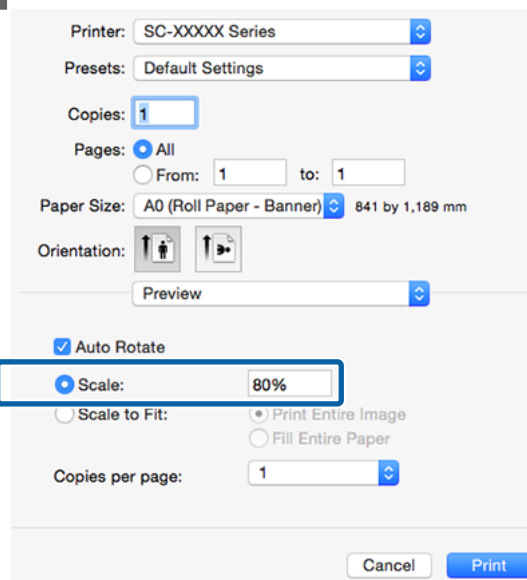 Printer: SC-XXXXX Series
Presets: Default Settings
Copies: 1
Pages: All
From: 1 to: 1
Paper Size: A0 (Roll Paper - Banner) 841 by 1,189 mm
Orientation:
Preview
Auto Rotate
Scale: 80%
Scale to Fit: Print Entire Image
Fill Entire Paper
Copies per page: 1
Cancel Print